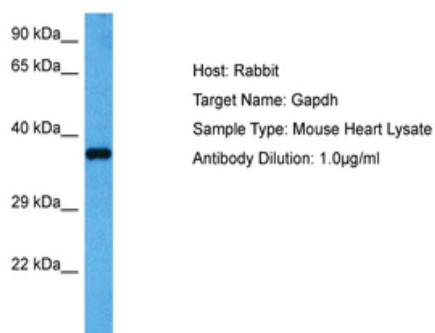 90 kDa__
65 kDa__
Host: Rabbit
Target Name: Gapdh
40 kDa__
Sample Type: Mouse Heart Lysate
Antibody Dilution: 1.0µg/ml
29 kDa__
22 kDa__